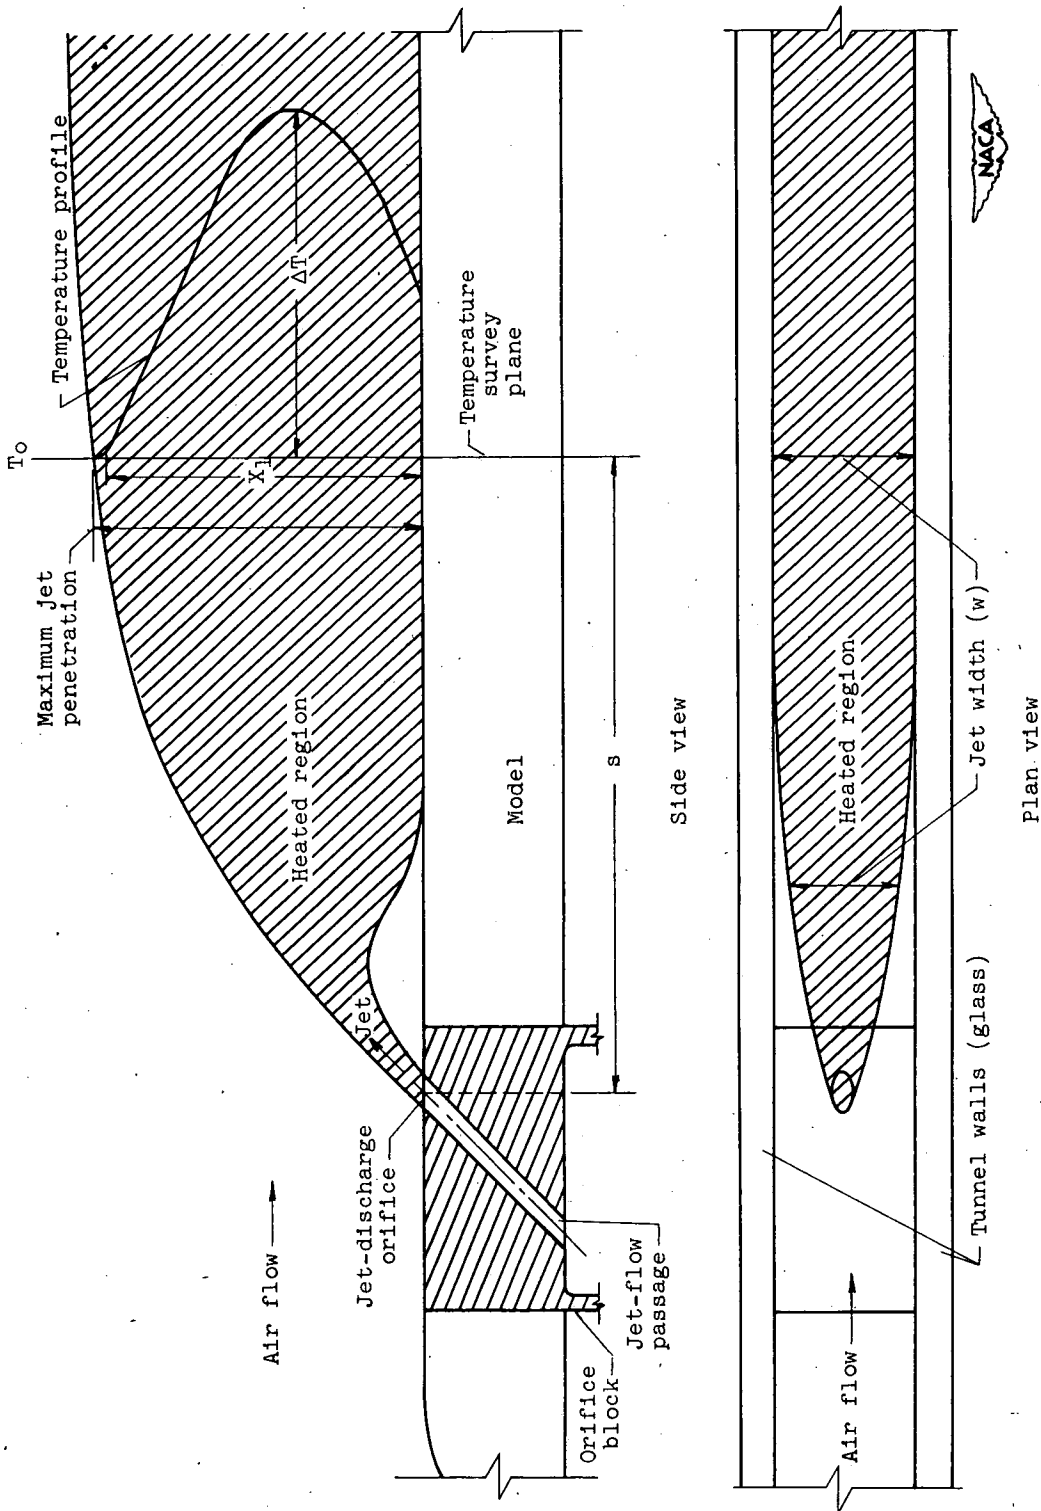 T₀
Temperature profile
Maximum jet
penetration
X₁
ΔT
Heated region
Jet
Air flow
Jet-discharge
orifice
Temperature
survey
plane
Model
s
Orifice
block
Jet-flow
passage
Side view
Heated region
Jet width (w)
Tunnel walls (glass)
Air flow
Plan view
NACA